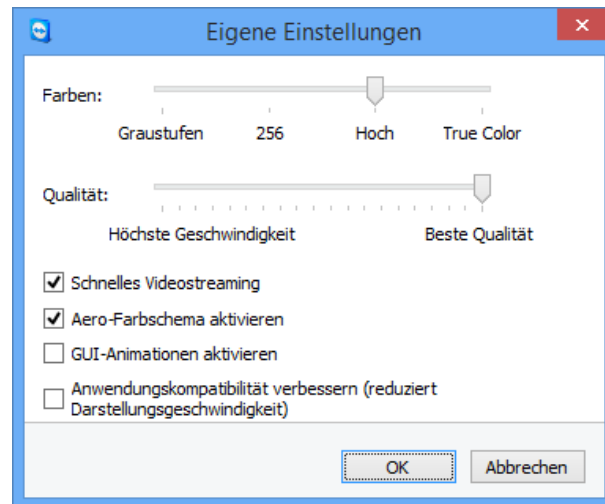 Eigene Einstellungen
Farben:
Graustufen 256 Hoch True Color
Qualität:
Höchste Geschwindigkeit Beste Qualität
Schnelles Videostreaming
Aero-Farbschema aktivieren
GUI-Animationen aktivieren
Anwendungskompatibilität verbessern (reduziert
Darstellungsgeschwindigkeit)
OK Abbrechen